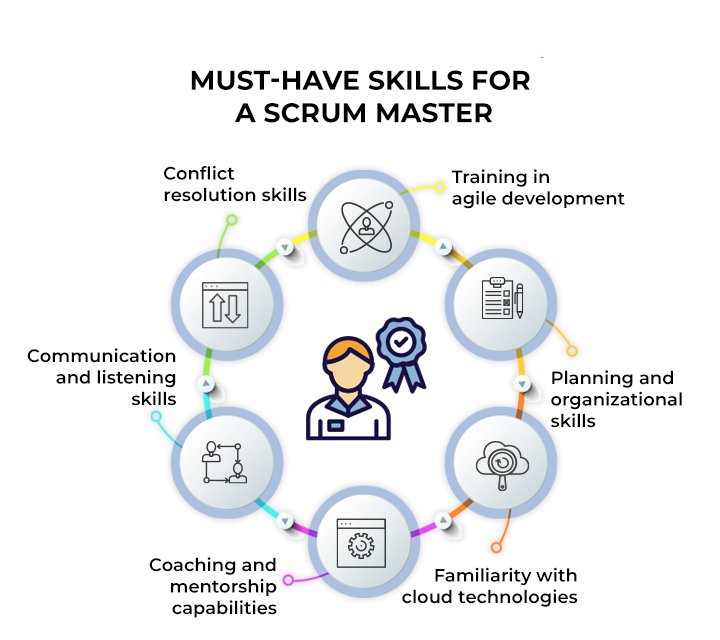 MUST-HAVE SKILLS FOR
A SCRUM MASTER
Conflict
resolution skills
Training in
agile development
Communication
and listening
skills
Planning and
organizational
skills
Coaching and
mentorship
capabilities
Familiarity with
cloud technologies